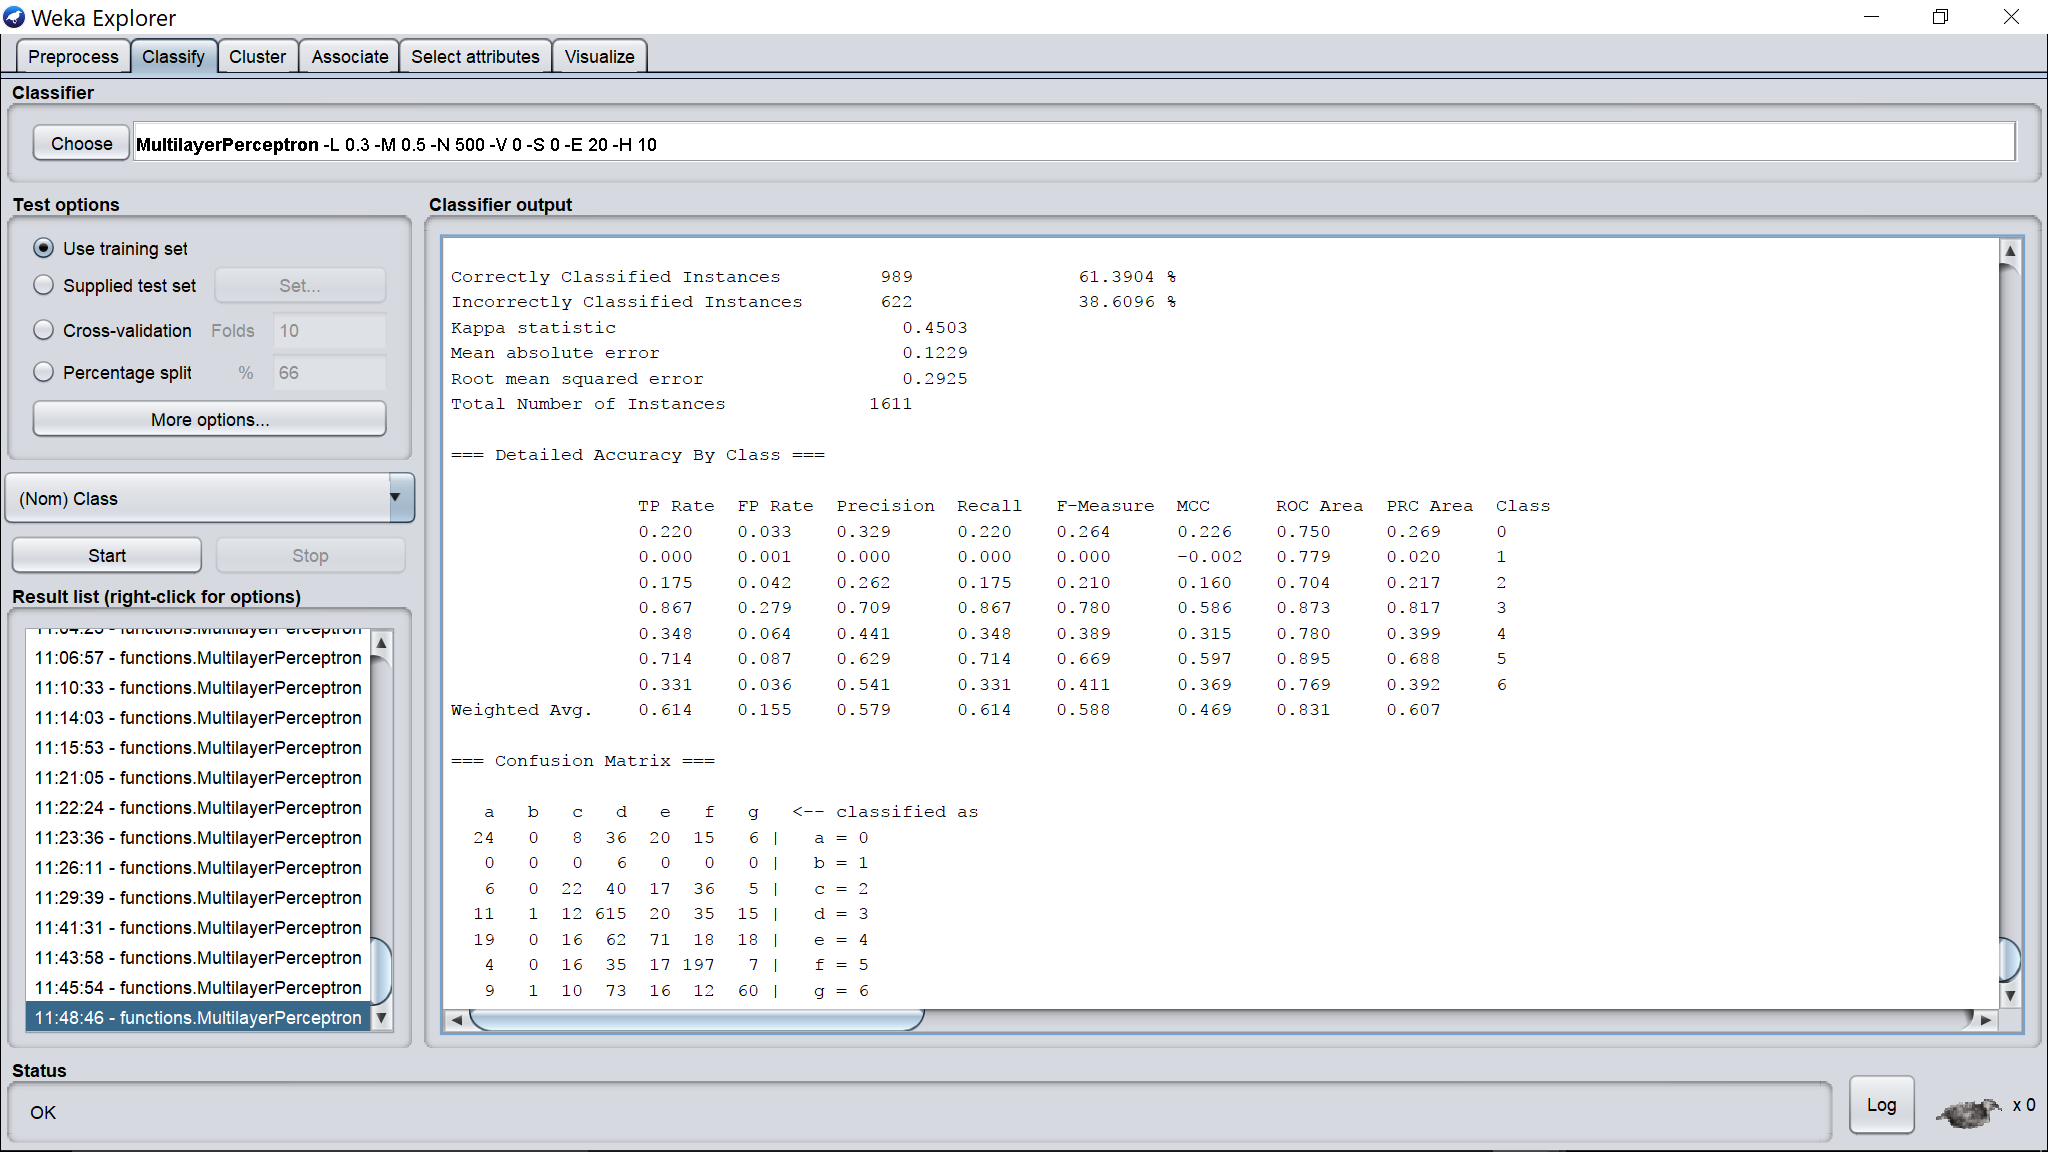 Weka Explorer
Preprocess Classify Cluster Associate Select attributes Visualize
Classifier
Choose MultilayerPerceptron -L 0.3 -M 0.5 -N 500 -V 0 -S 0 -E 20 -H 10
Test options
Use training set
Supplied test set Set...
Cross-validation Folds 10
Percentage split % 66
More options...
(Nom) Class
Start Stop
Result list (right-click for options)
11:06:57 - functions.MultilayerPerceptron
11:10:33 - functions.MultilayerPerceptron
11:14:03 - functions.MultilayerPerceptron
11:15:53 - functions.MultilayerPerceptron
11:21:05 - functions.MultilayerPerceptron
11:22:24 - functions.MultilayerPerceptron
11:23:36 - functions.MultilayerPerceptron
11:26:11 - functions.MultilayerPerceptron
11:29:39 - functions.MultilayerPerceptron
11:41:31 - functions.MultilayerPerceptron
11:43:58 - functions.MultilayerPerceptron
11:45:54 - functions.MultilayerPerceptron
11:48:46 - functions.MultilayerPerceptron
Classifier output
Correctly Classified Instances 989 61.3904 %
Incorrectly Classified Instances 622 38.6096 %
Kappa statistic 0.4503
Mean absolute error 0.1229
Root mean squared error 0.2925
Total Number of Instances 1611
=== Detailed Accuracy By Class ===
TP Rate FP Rate Precision Recall F-Measure MCC ROC Area PRC Area Class
0.220 0.033 0.329 0.220 0.264 0.226 0.750 0.269 0
0.000 0.001 0.000 0.000 0.000 -0.002 0.779 0.020 1
0.175 0.042 0.262 0.175 0.210 0.160 0.704 0.217 2
0.867 0.279 0.709 0.867 0.780 0.586 0.873 0.817 3
0.348 0.064 0.441 0.348 0.389 0.315 0.780 0.399 4
0.714 0.087 0.629 0.714 0.669 0.597 0.895 0.688 5
0.331 0.036 0.541 0.331 0.411 0.369 0.769 0.392 6
Weighted Avg. 0.614 0.155 0.579 0.614 0.588 0.469 0.831 0.607
=== Confusion Matrix ===
a b c d e f g <-- classified as
24 0 8 36 20 15 6 | a = 0
0 0 0 6 0 0 0 | b = 1
6 0 22 40 17 36 5 | c = 2
11 1 12 615 20 35 15 | d = 3
19 0 16 62 71 18 18 | e = 4
4 0 16 35 17 197 7 | f = 5
9 1 10 73 16 12 60 | g = 6
Status
OK
Log x 0